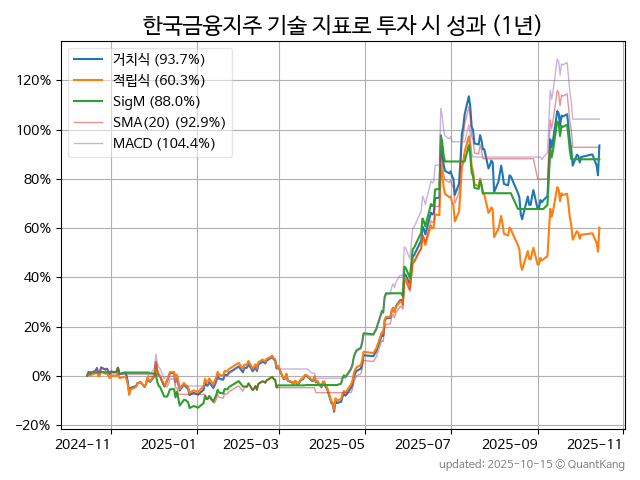 한국금융지주 기술 지표로 투자 시 성과 (1년)
거치식 (93.7%)
적립식 (60.3%)
SigM (88.0%)
SMA(20) (92.9%)
MACD (104.4%)
120%
100%
80%
60%
40%
20%
0%
−20%
2024-11
2025-01
2025-03
2025-05
2025-07
2025-09
2025-11
updated: 2025-10-15 © QuantKang